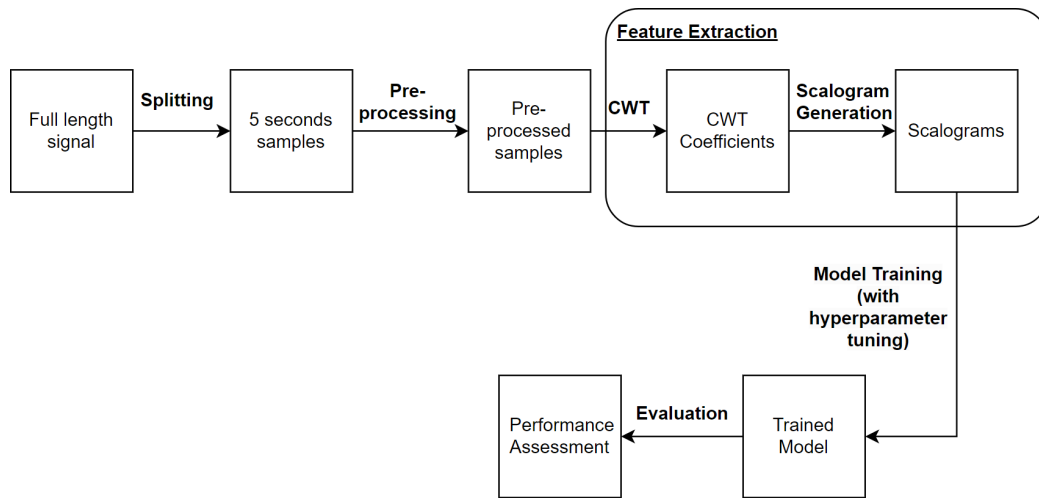 Feature Extraction
Full length
signal
Splitting
5 seconds
samples
Pre-
processing
Pre-
processed
samples
CWT
CWT
Coefficients
Scalogram
Generation
Scalograms
Model Training
(with
hyperparameter
tuning)
Trained
Model
Evaluation
Performance
Assessment